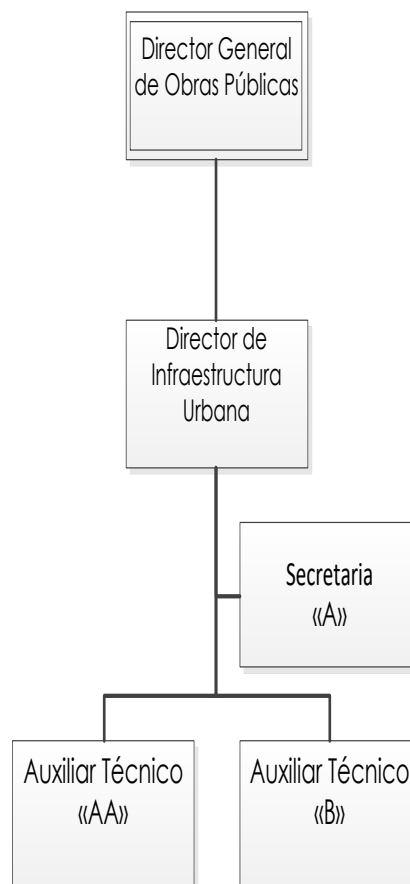 Director General
de Obras Públicas
Director de
Infraestructura
Urbana
Secretaria
«A»
Auxiliar Técnico
«AA»
Auxiliar Técnico
«B»